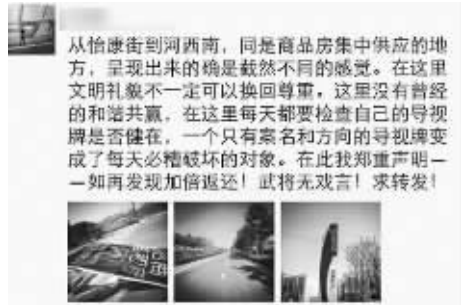 从怡康街到河西南，同是商品房集中供应的地
方，呈现出来的确是截然不同的感觉。在这里
文明礼貌不一定可以换回尊重。这里没有曾经
的和谐共赢，在这里每天都要检查自己的导视
牌是否健在，一个只有案名和方向的导视牌变
成了每天必糟破坏的对象。在此我郑重声明—
—如再发现加倍返还！武将无戏言！求转发！